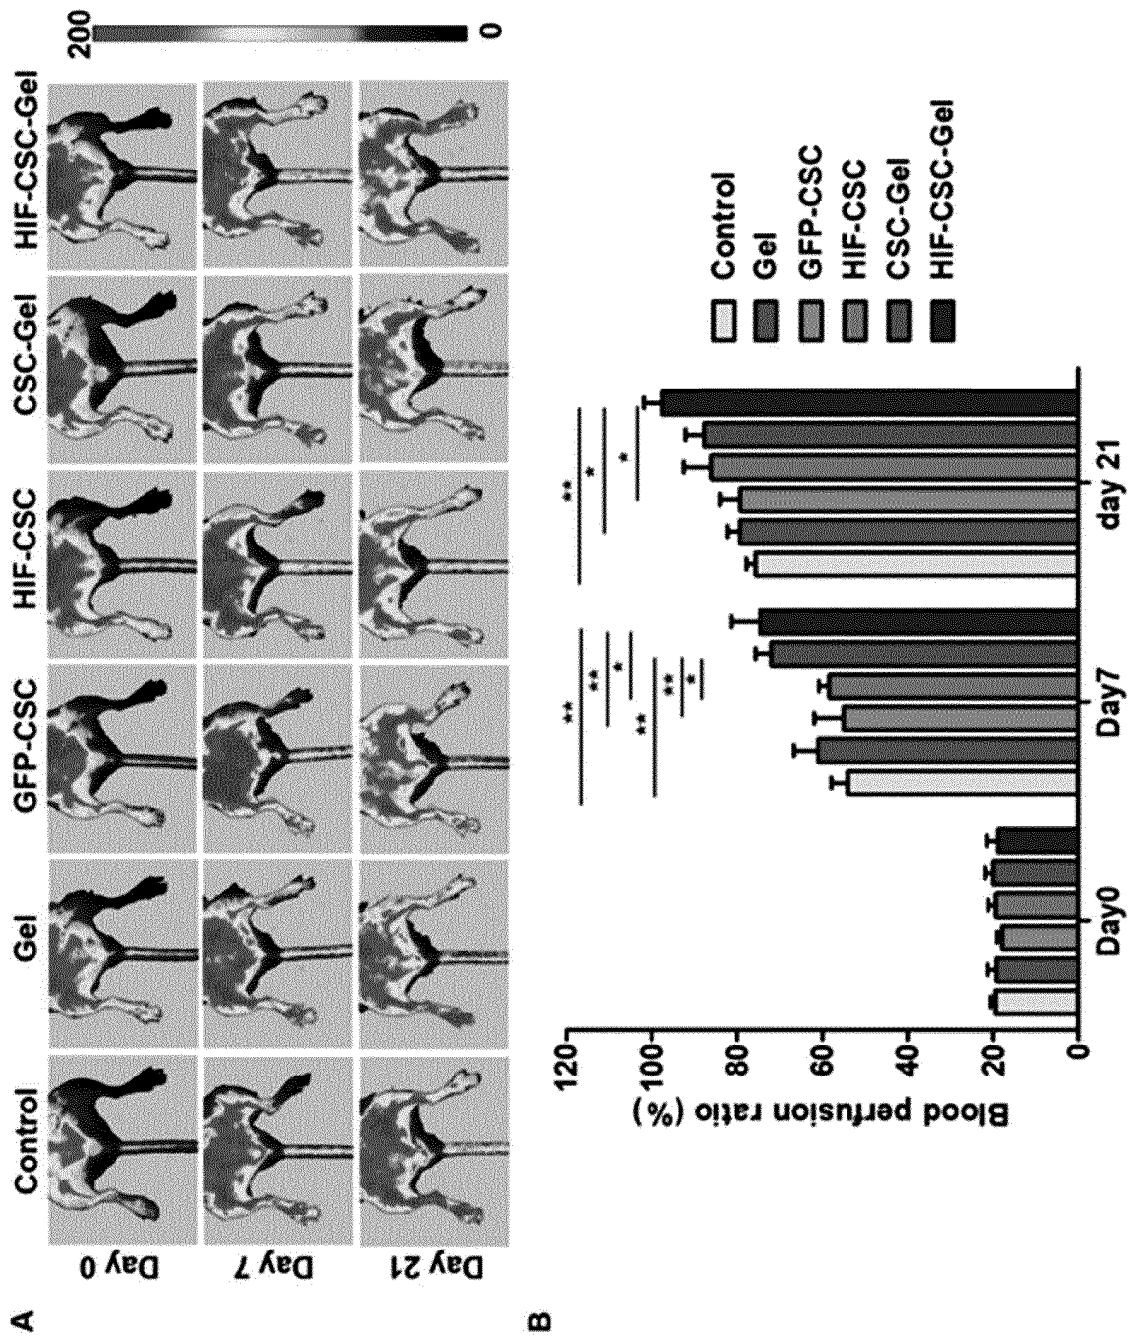 A
Control Gel GFP-CSC HIF-CSC CSC-Gel HIF-CSC-Gel
200
0
Day 0
Day 7
Day 21
B
Blood perfusion ratio (%)
120
100
80
60
40
20
0
** ** * ** ** *
** * *
Day0 Day7 day 21
Control
Gel
GFP-CSC
HIF-CSC
CSC-Gel
HIF-CSC-Gel